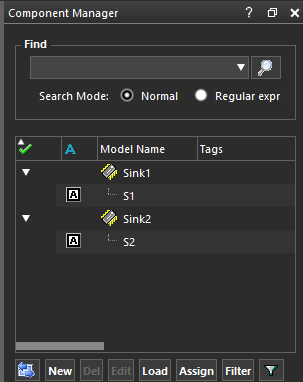 Component Manager
Find
Search Mode: Normal Regular expr
A Model Name Tags
Sink1
A S1
Sink2
A S2
New Del Edit Load Assign Filter